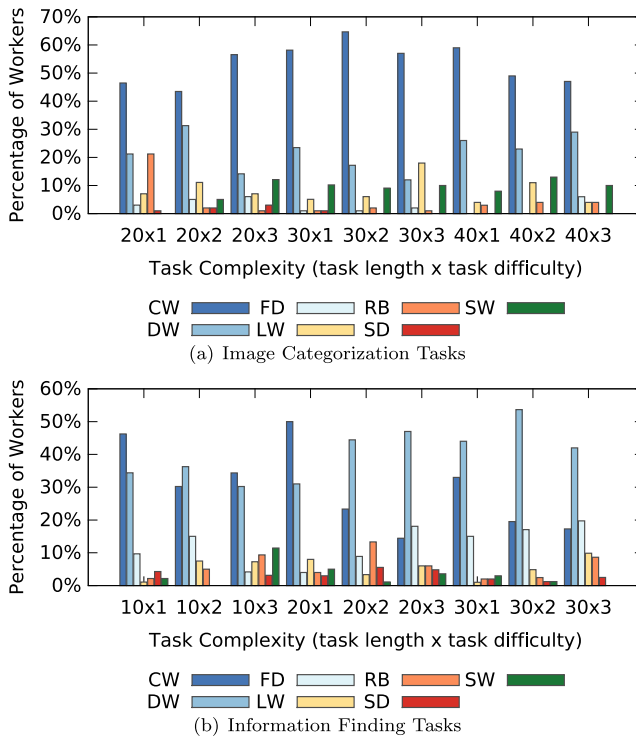 70%
60%
50%
40%
30%
20%
10%
0%
Percentage of Workers
20x1 20x2 20x3 30x1 30x2 30x3 40x1 40x2 40x3
Task Complexity (task length x task difficulty)
CW FD RB SW
DW LW SD
(a) Image Categorization Tasks
60%
50%
40%
30%
20%
10%
0%
Percentage of Workers
10x1 10x2 10x3 20x1 20x2 20x3 30x1 30x2 30x3
Task Complexity (task length x task difficulty)
CW FD RB SW
DW LW SD
(b) Information Finding Tasks